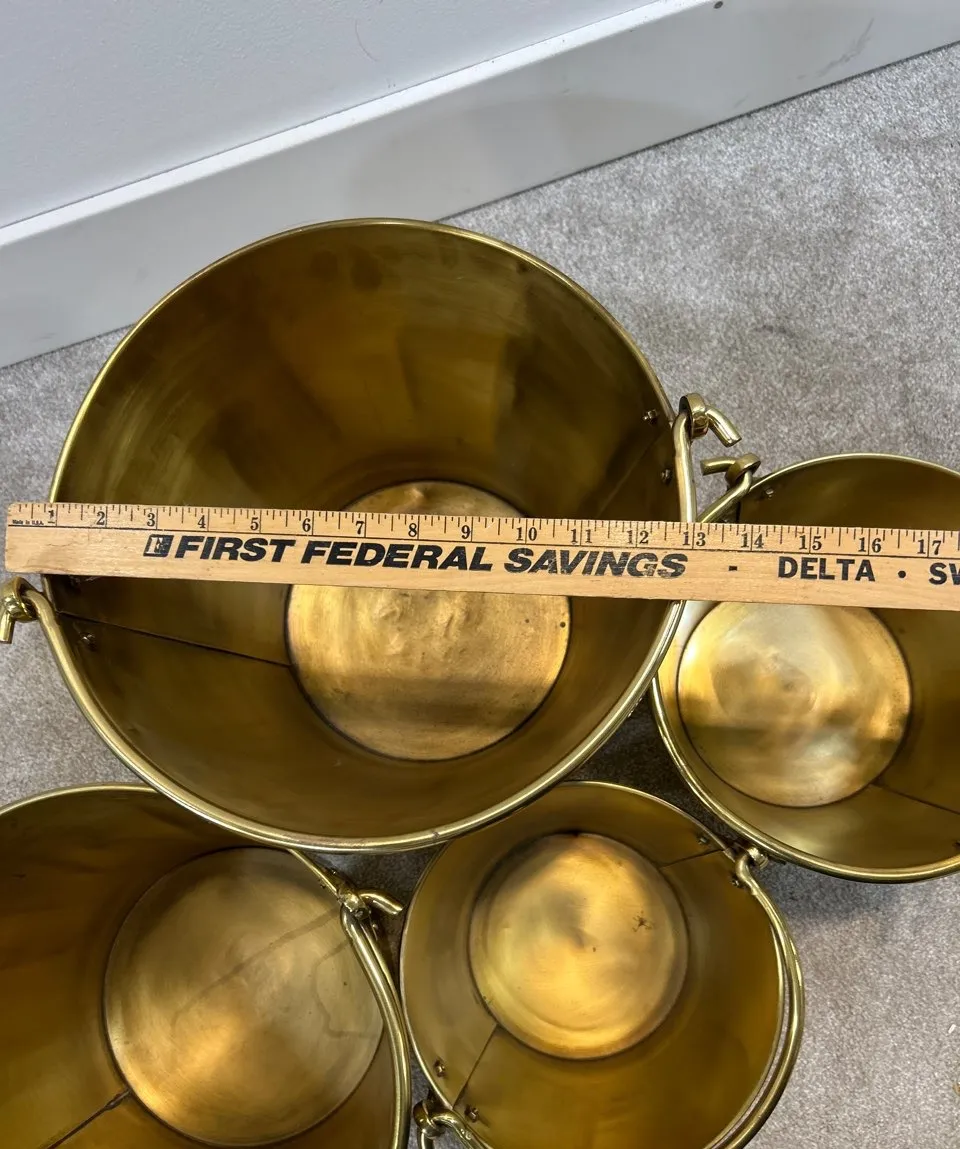 Made in U.S.A. 1 2 3 4 5 6 7 8 9 10 11 12 13 14 15 16 17
FIRST FEDERAL SAVINGS - DELTA • SW